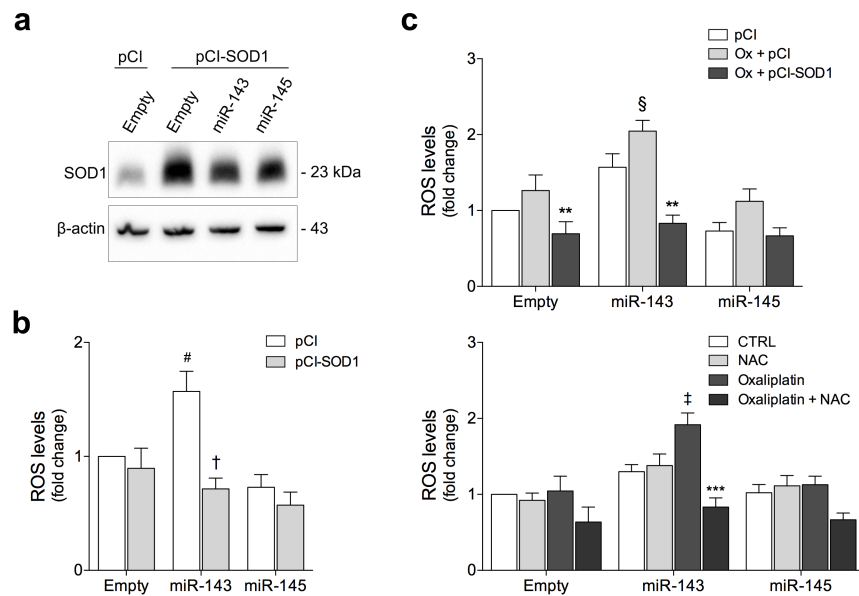 a
pCI
pCI-SOD1
Empty
Empty
miR-143
miR-145
SOD1
- 23 kDa
β-actin
- 43
b
pCI
pCI-SOD1
ROS levels
(fold change)
2
1
0
#
†
Empty
miR-143
miR-145
c
pCI
Ox + pCI
Ox + pCI-SOD1
ROS levels
(fold change)
3
2
1
0
**
§
**
Empty
miR-143
miR-145
CTRL
NAC
Oxaliplatin
Oxaliplatin + NAC
ROS levels
(fold change)
3
2
1
0
‡
***
Empty
miR-143
miR-145